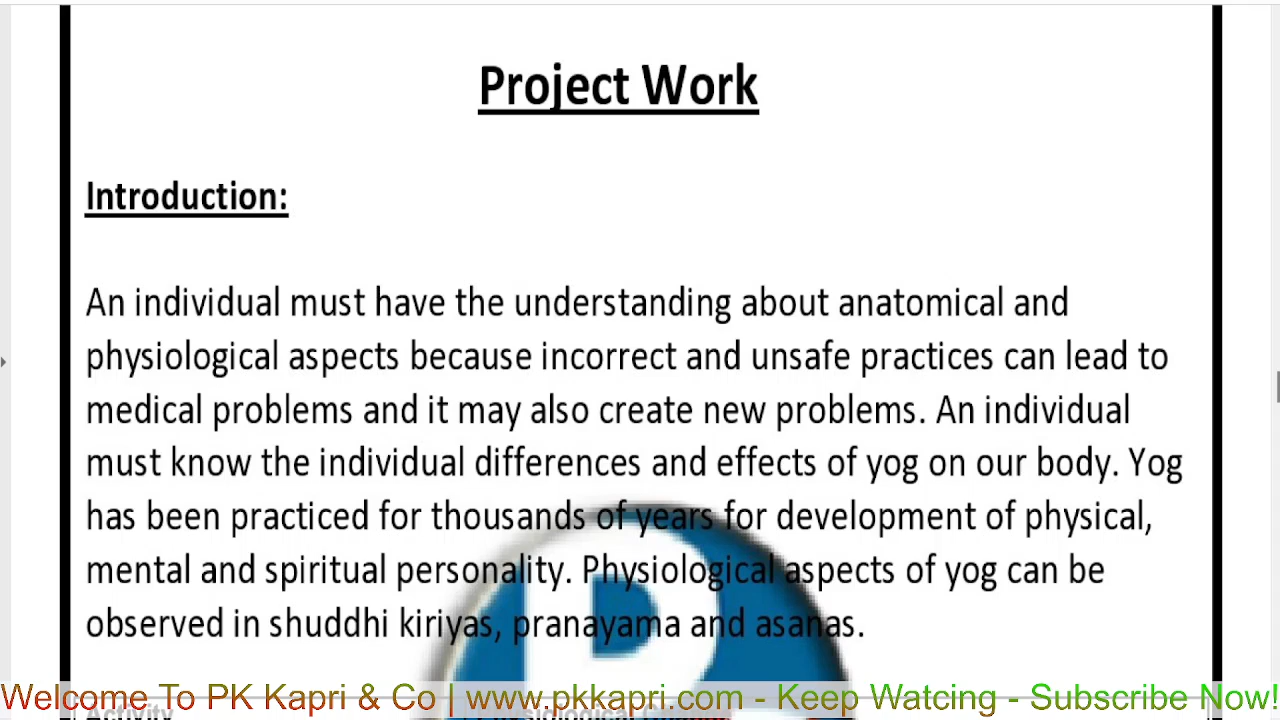 Project Work
Introduction:
An individual must have the understanding about anatomical and
physiological aspects because incorrect and unsafe practices can lead to
medical problems and it may also create new problems. An individual
must know the individual differences and effects of yog on our body. Yog
has been practiced for thousands of years for development of physical,
mental and spiritual personality. Physiological aspects of yog can be
observed in shuddhi kiriyas, pranayama and asanas.
Welcome To PK Kapri & Co | www.pkkapri.com - Keep Watcing - Subscribe Now!
Activity